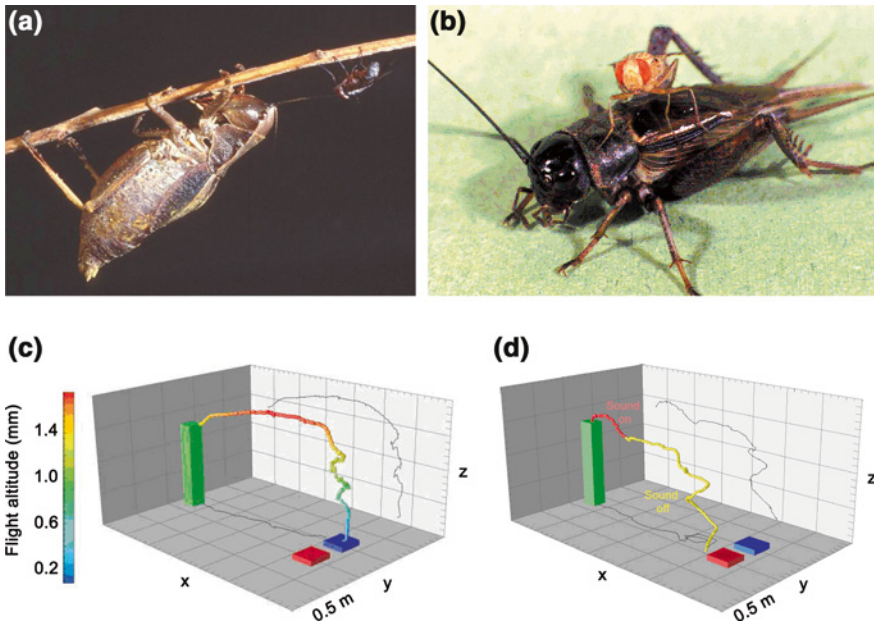 (a)
(b)
(c)
Flight altitude (mm)
1.4
1.0
0.6
0.2
x
0.5 m
y
z
(d)
Sound
on
Sound
off
x
0.5 m
y
z